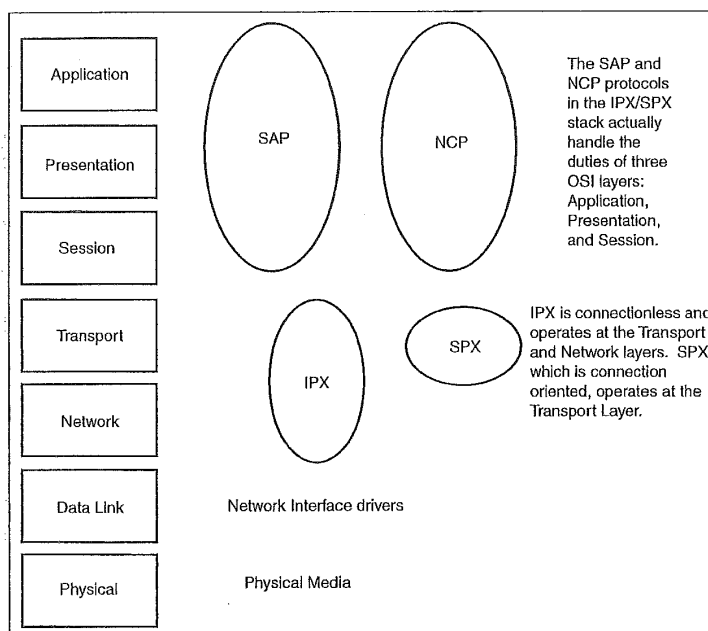 Application
Presentation
Session
Transport
Network
Data Link
Physical
SAP
NCP
IPX
SPX
Network Interface drivers
Physical Media
The SAP and
NCP protocols
in the IPX/SPX
stack actually
handle the
duties of three
OSI layers:
Application,
Presentation,
and Session.
IPX is connectionless and
operates at the Transport
and Network layers. SPX
which is connection
oriented, operates at the
Transport Layer.